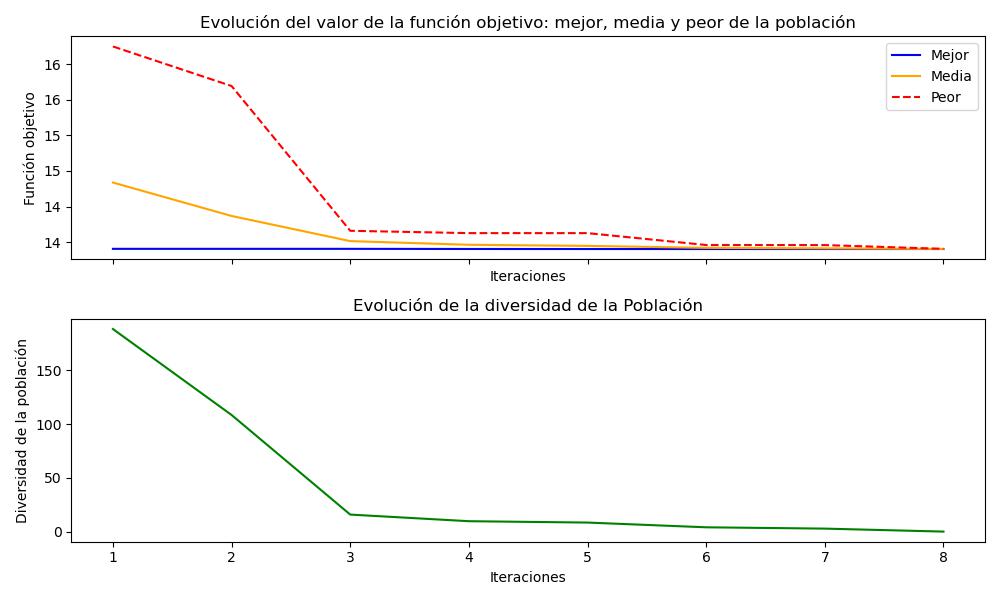 Evolución del valor de la función objetivo: mejor, media y peor de la población
Función objetivo
16
16
15
15
14
14
Mejor
Media
Peor
Iteraciones
Evolución de la diversidad de la Población
Diversidad de la población
150
100
50
0
1 2 3 4 5 6 7 8
Iteraciones